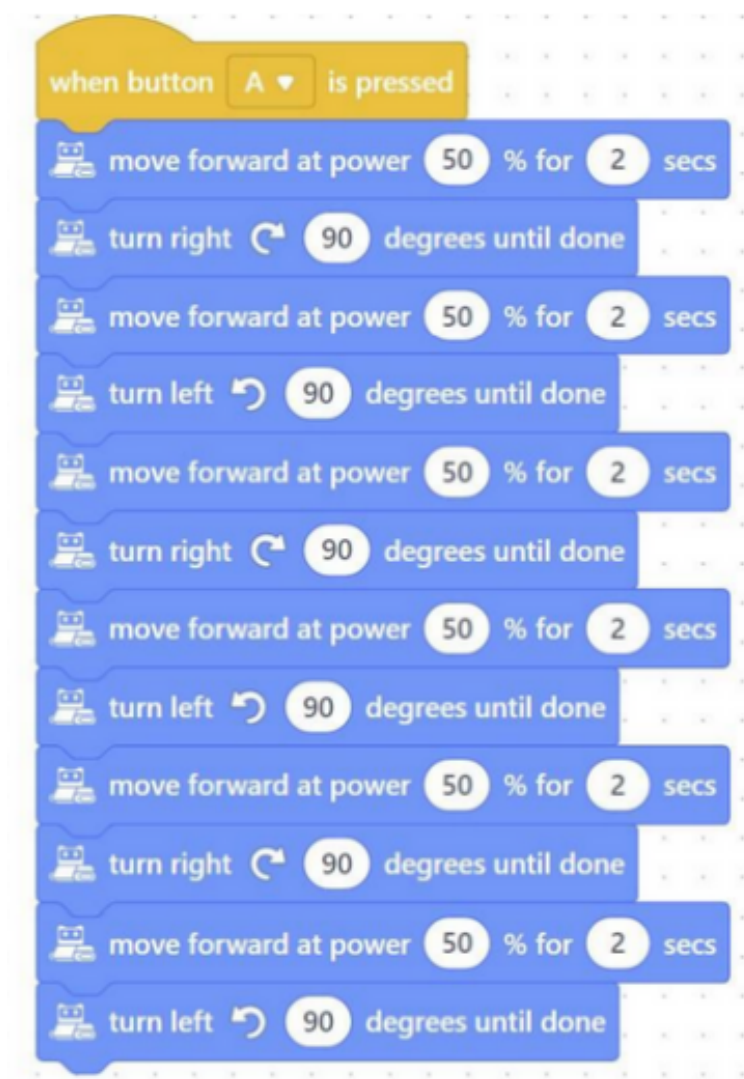 when button A is pressed
move forward at power 50 % for 2 secs
turn right 90 degrees until done
move forward at power 50 % for 2 secs
turn left 90 degrees until done
move forward at power 50 % for 2 secs
turn right 90 degrees until done
move forward at power 50 % for 2 secs
turn left 90 degrees until done
move forward at power 50 % for 2 secs
turn right 90 degrees until done
move forward at power 50 % for 2 secs
turn left 90 degrees until done